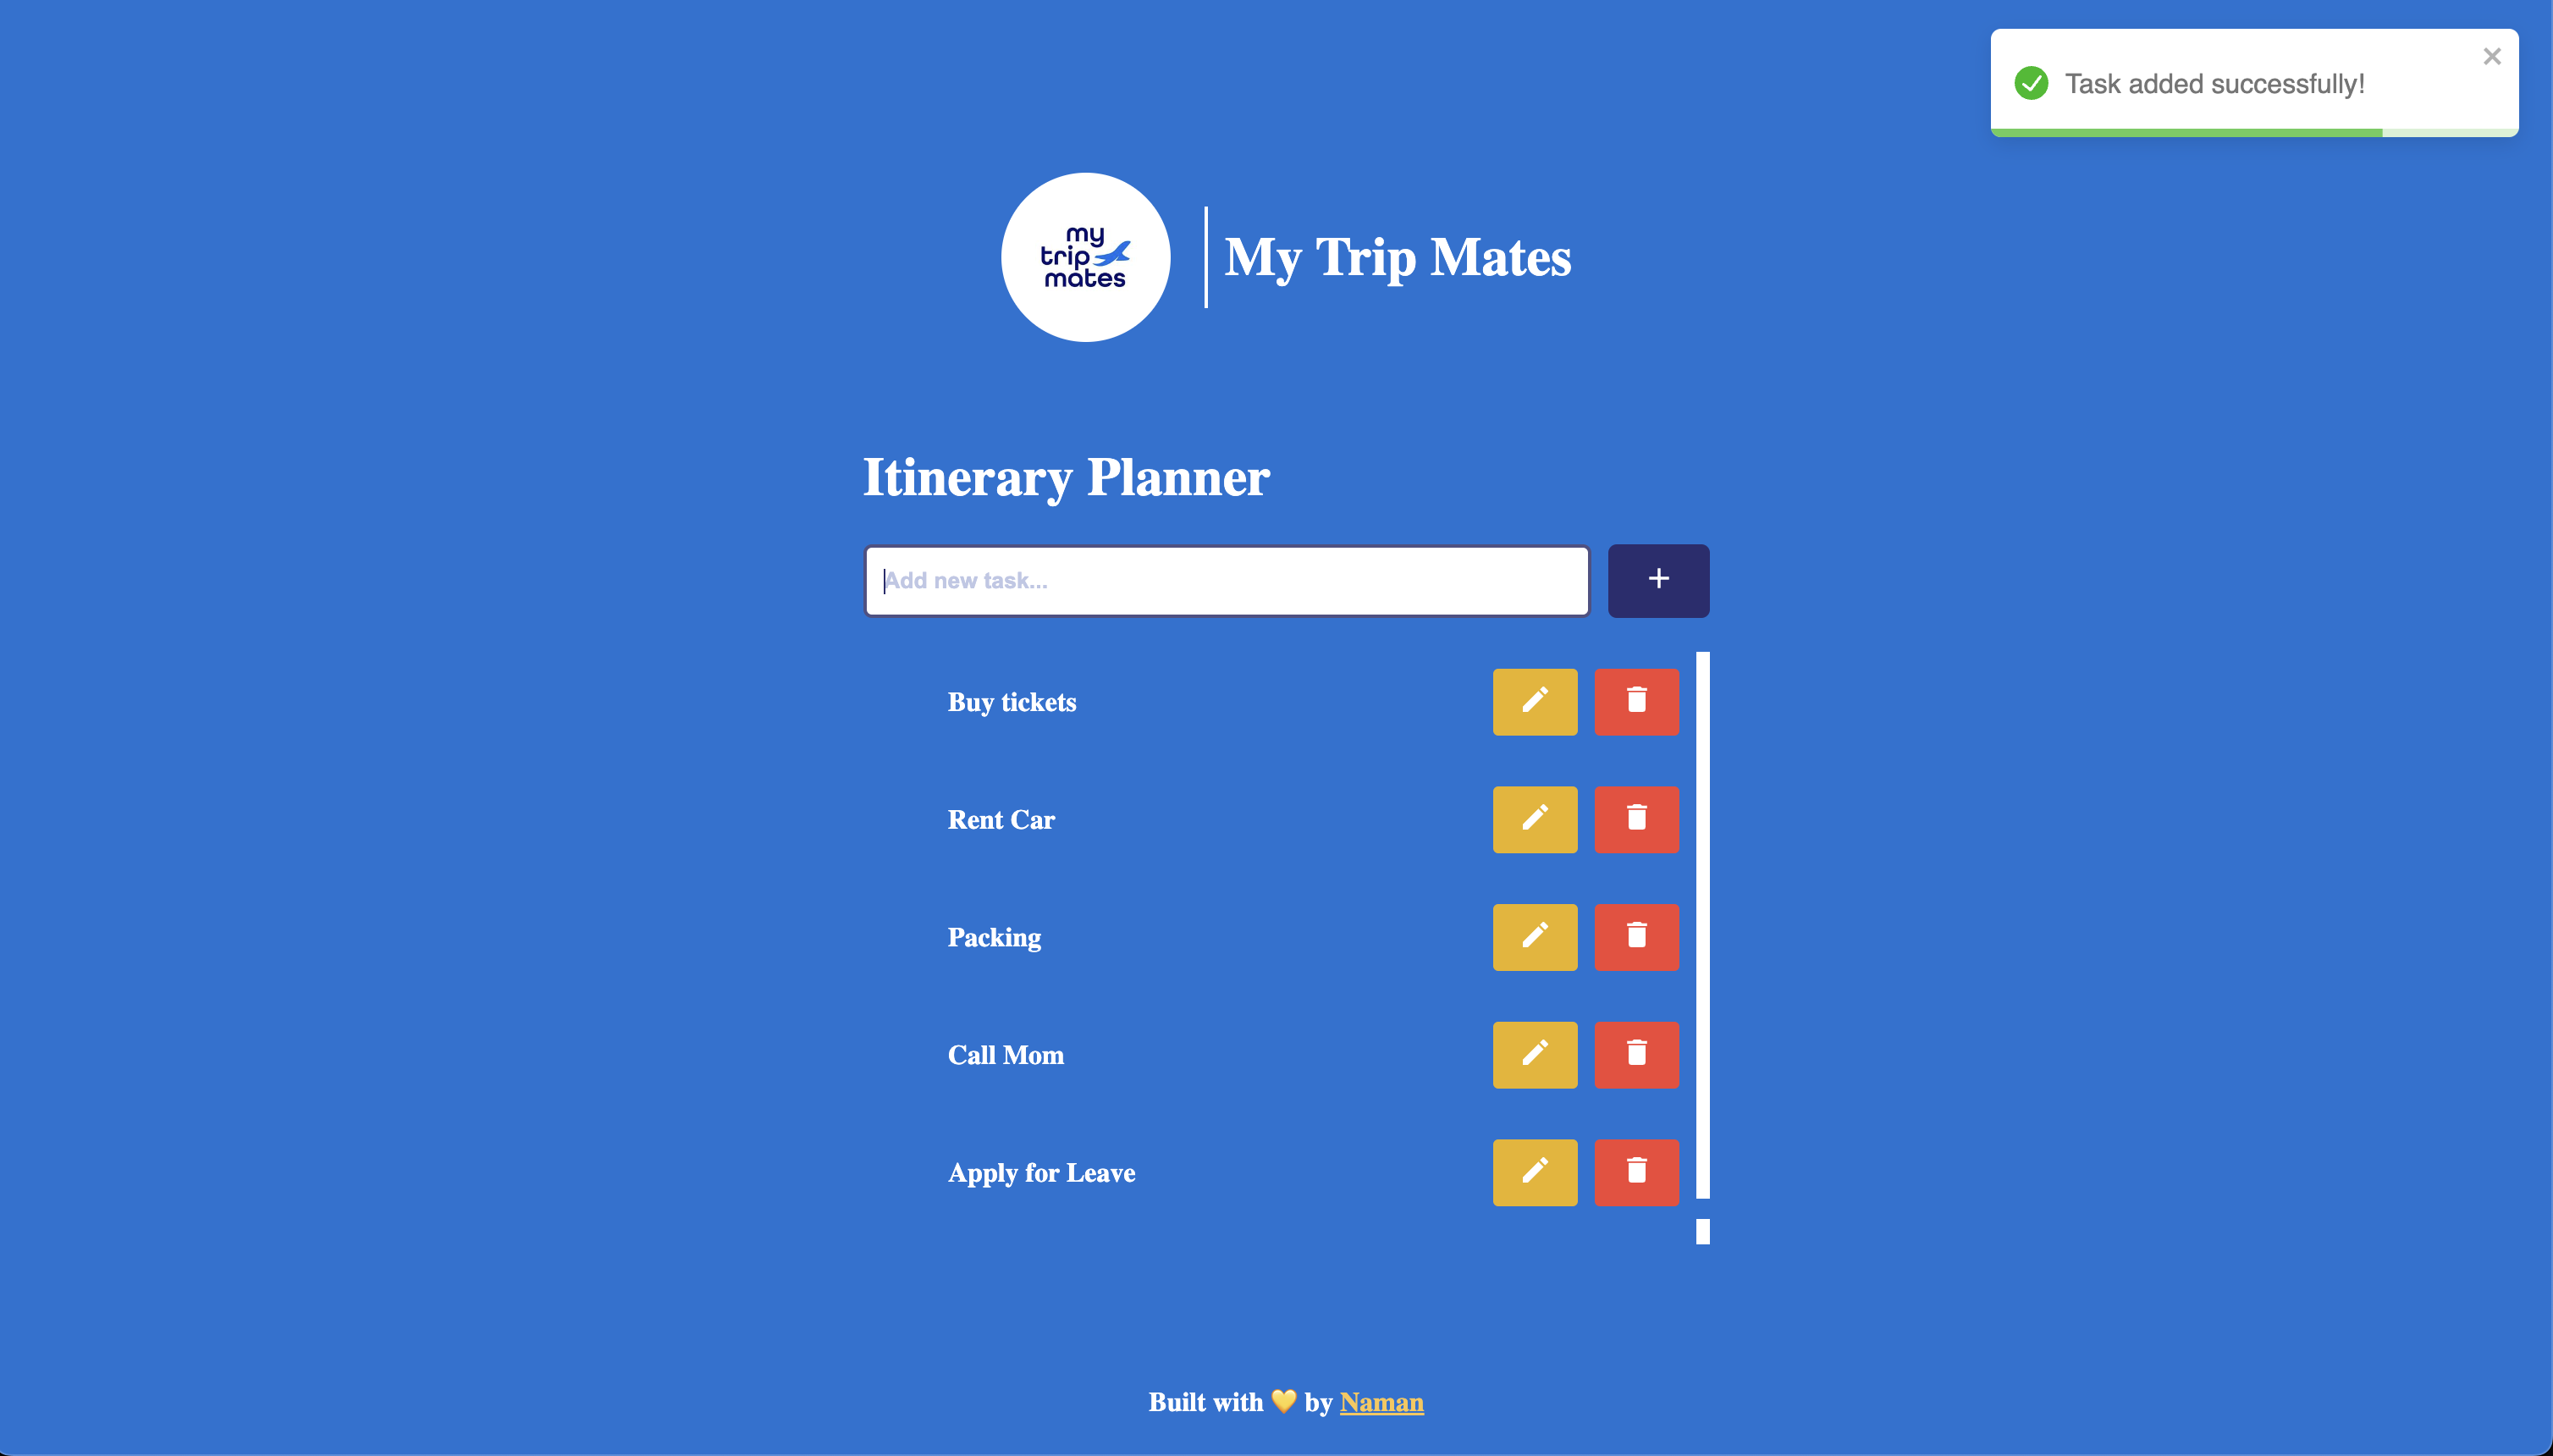 Task added successfully!
my
trip
mates
My Trip Mates
Itinerary Planner
Add new task...
Buy tickets
Rent Car
Packing
Call Mom
Apply for Leave
Built with 💛 by Naman